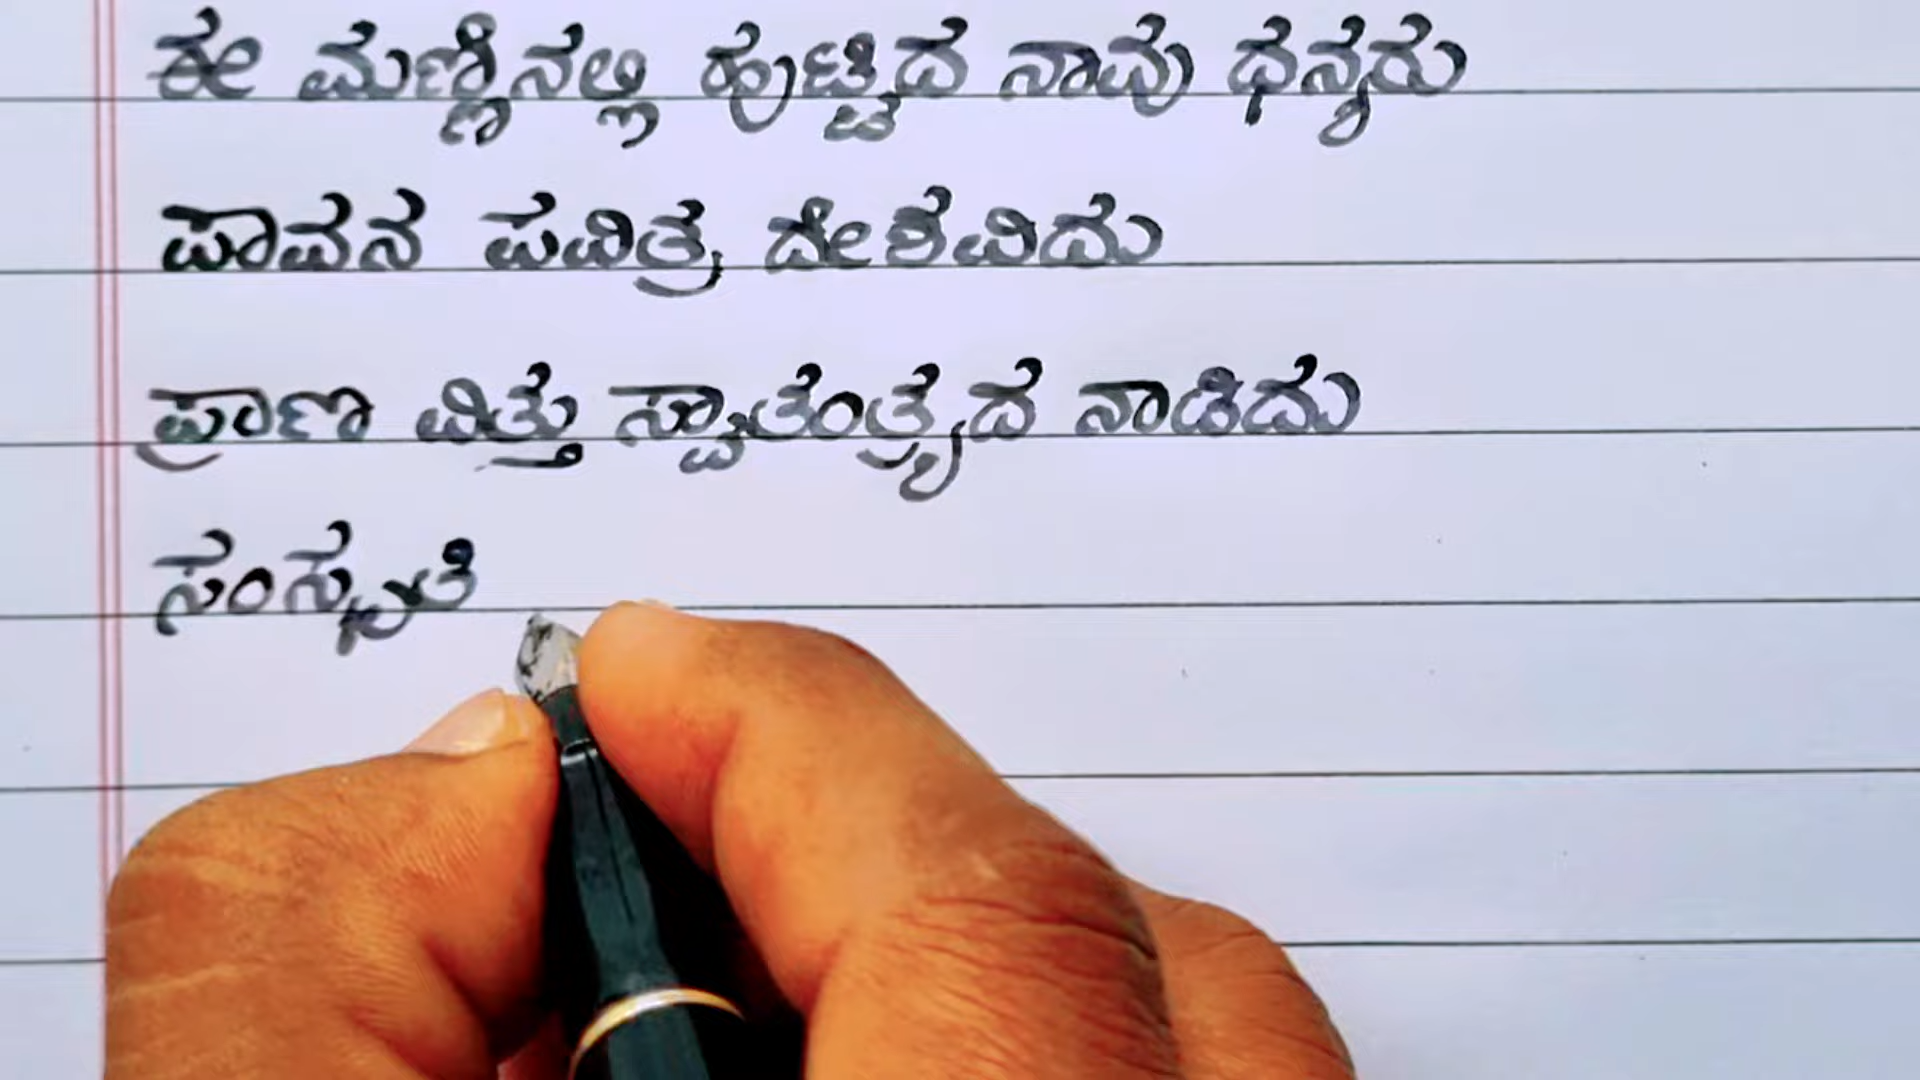 ಈ ಮಣ್ಣಿನಲ್ಲಿ ಹುಟ್ಟಿದ ನಾವು ಧನ್ಯರು
ಪಾವನ ಪವಿತ್ರ ದೇಶವಿದು
ಪ್ರಾಣ ವಿತ್ತು ಸ್ವಾತಂತ್ರ್ಯದ ನಾಡಿದು
ಸಂಸ್ಕೃತಿ